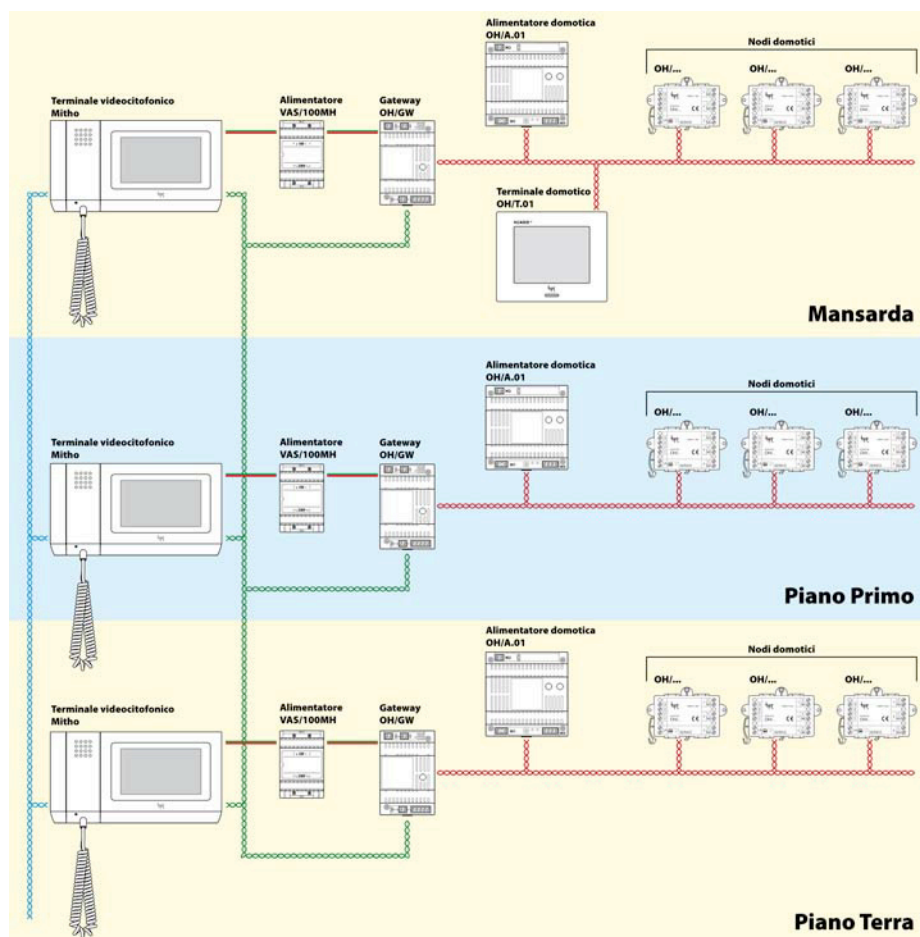 Alimentatore domotica
OH/A.01
Nodi domotici
OH/...
OH/...
OH/...
Terminale videocitofonico
Mitho
Alimentatore
VAS/100MH
Gateway
OH/GW
Terminale domotico
OH/T.01
Mansarda
Alimentatore domotica
OH/A.01
Nodi domotici
OH/...
OH/...
OH/...
Terminale videocitofonico
Mitho
Alimentatore
VAS/100MH
Gateway
OH/GW
Piano Primo
Alimentatore domotica
OH/A.01
Nodi domotici
OH/...
OH/...
OH/...
Terminale videocitofonico
Mitho
Alimentatore
VAS/100MH
Gateway
OH/GW
Piano Terra